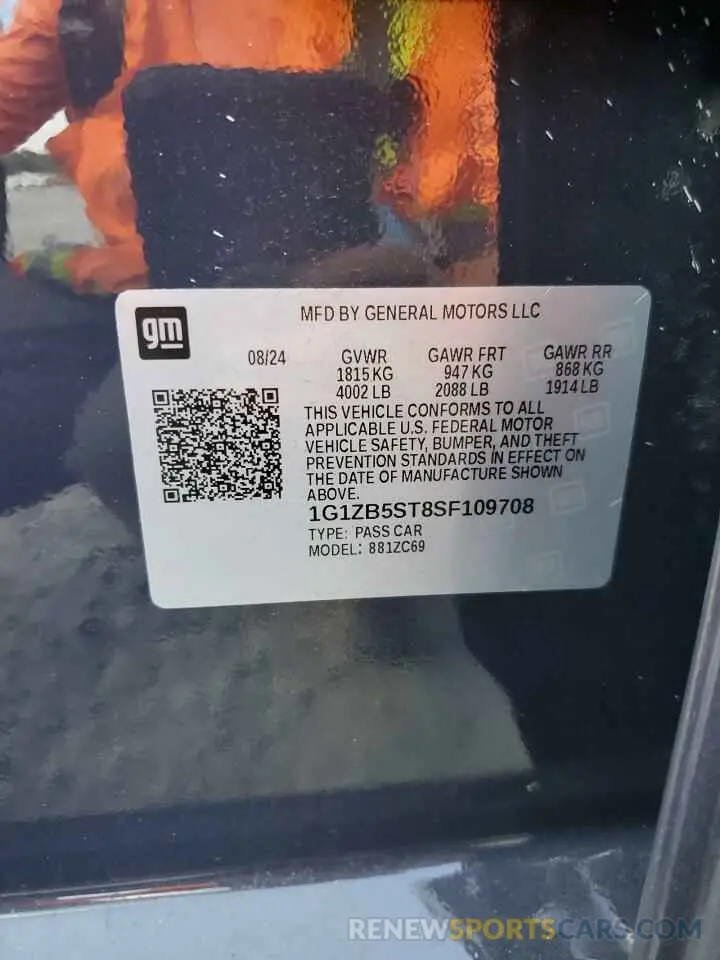 gm
MFD BY GENERAL MOTORS LLC
08/24 GVWR GAWR FRT GAWR RR
1815 KG 947 KG 868 KG
4002 LB 2088 LB 1914 LB
THIS VEHICLE CONFORMS TO ALL
APPLICABLE U.S. FEDERAL MOTOR
VEHICLE SAFETY, BUMPER, AND THEFT
PREVENTION STANDARDS IN EFFECT ON
THE DATE OF MANUFACTURE SHOWN
ABOVE.
1G1ZB5ST8SF109708
TYPE: PASS CAR
MODEL: 881ZC69
RENEWSPORTSCARS.COM